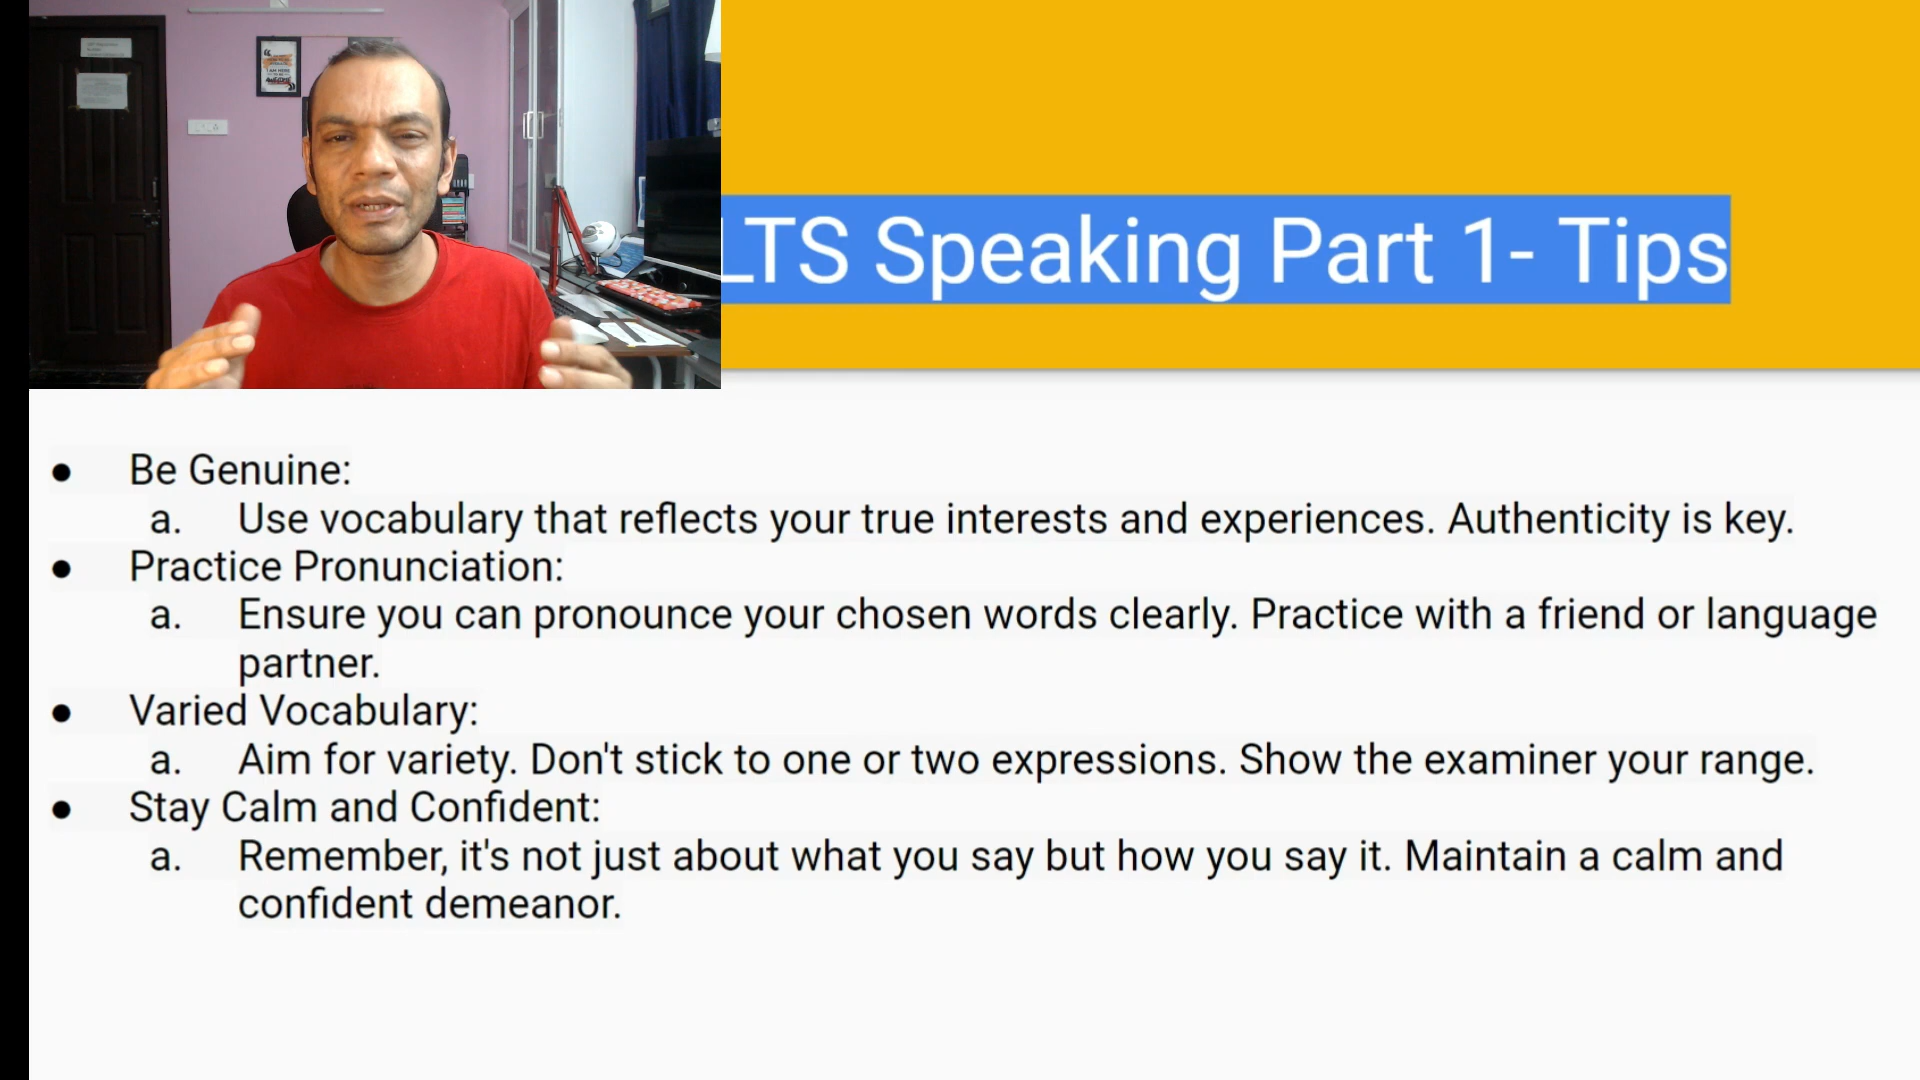 LTS Speaking Part 1- Tips
● Be Genuine:
a. Use vocabulary that reflects your true interests and experiences. Authenticity is key.
● Practice Pronunciation:
a. Ensure you can pronounce your chosen words clearly. Practice with a friend or language
partner.
● Varied Vocabulary:
a. Aim for variety. Don't stick to one or two expressions. Show the examiner your range.
● Stay Calm and Confident:
a. Remember, it's not just about what you say but how you say it. Maintain a calm and
confident demeanor.